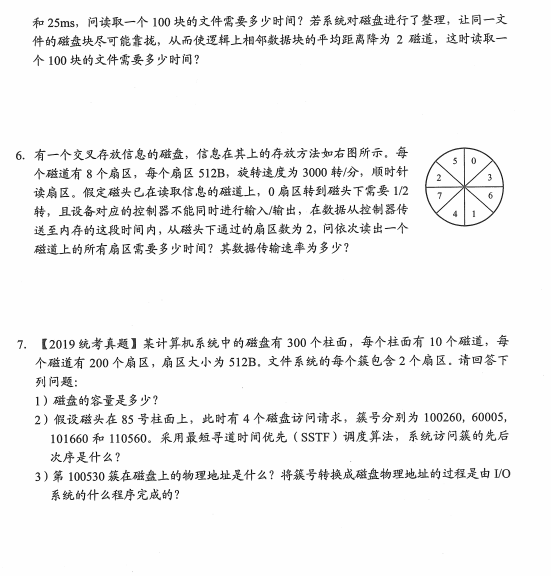 和 25ms，问读取一个 100 块的文件需要多少时间？若系统对磁盘进行了整理，让同一文
件的磁盘块尽可能靠拢，从而使逻辑上相邻数据块的平均距离降为 2 磁道，这时读取一
个 100 块的文件需要多少时间？
6. 有一个交叉存放信息的磁盘，信息在其上的存放方法如右图所示。每
个磁道有 8 个扇区，每个扇区 512B，旋转速度为 3000 转/分，顺时针
读扇区。假定磁头已在读取信息的磁道上，0 扇区转到磁头下需要 1/2
转，且设备对应的控制器不能同时进行输入/输出，在数据从控制器传
送至内存的这段时间内，从磁头下通过的扇区数为 2，问依次读出一个
磁道上的所有扇区需要多少时间？其数据传输速率为多少？
5 0
2 3
7 6
4 1
7. 【2019 统考真题】某计算机系统中的磁盘有 300 个柱面，每个柱面有 10 个磁道，每
个磁道有 200 个扇区，扇区大小为 512B。文件系统的每个簇包含 2 个扇区。请回答下
列问题：
1）磁盘的容量是多少？
2）假设磁头在 85 号柱面上，此时有 4 个磁盘访问请求，簇号分别为 100260, 60005,
101660 和 110560。采用最短寻道时间优先（SSTF）调度算法，系统访问簇的先后
次序是什么？
3）第 100530 簇在磁盘上的物理地址是什么？将簇号转换成磁盘物理地址的过程是由 I/O
系统的什么程序完成的？